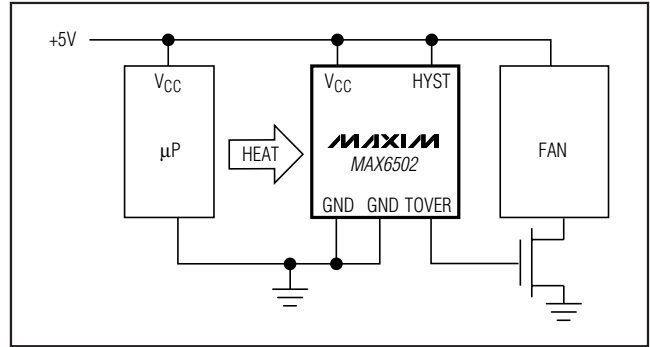 +5V
VCC
VCC
HYST
μP
HEAT
MAXIM
MAX6502
FAN
GND
GND
TOVER